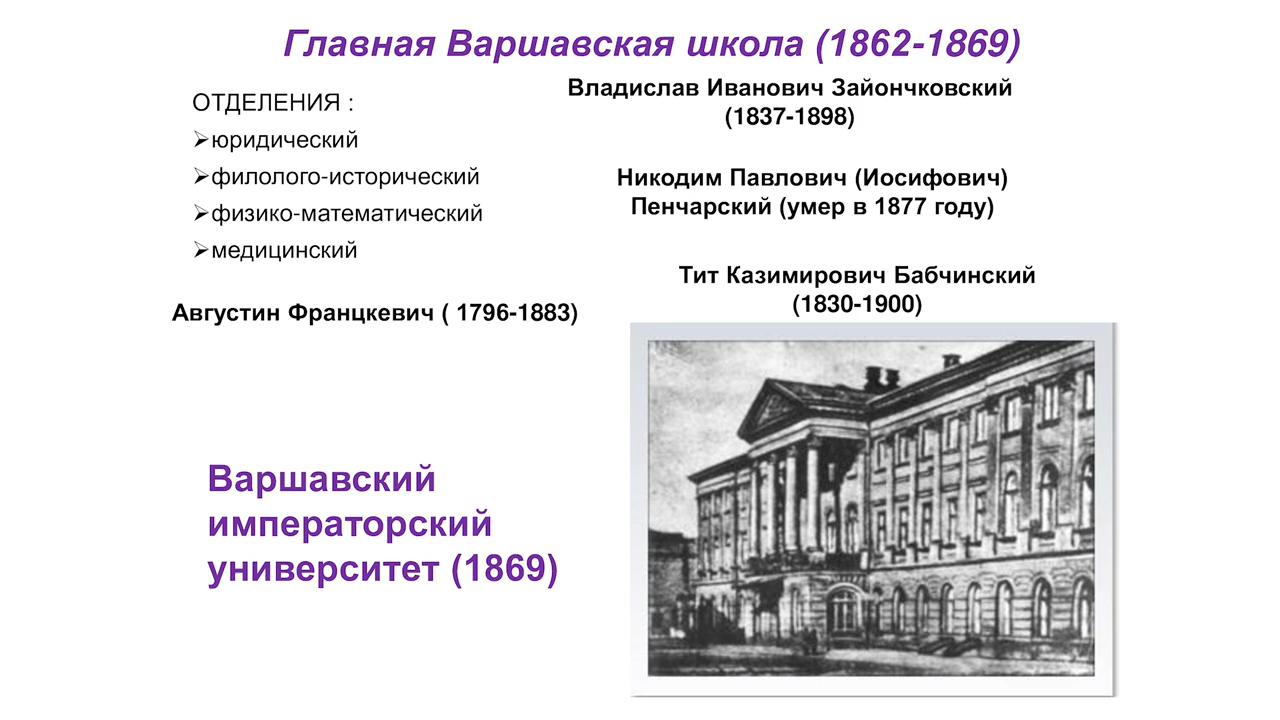 Главная Варшавская школа (1862-1869)
ОТДЕЛЕНИЯ :
➢юридический
➢филолого-исторический
➢физико-математический
➢медицинский
Августин Францкевич ( 1796-1883)
Владислав Иванович Зайончковский
(1837-1898)
Никодим Павлович (Иосифович)
Пенчарский (умер в 1877 году)
Тит Казимирович Бабчинский
(1830-1900)
Варшавский
императорский
университет (1869)